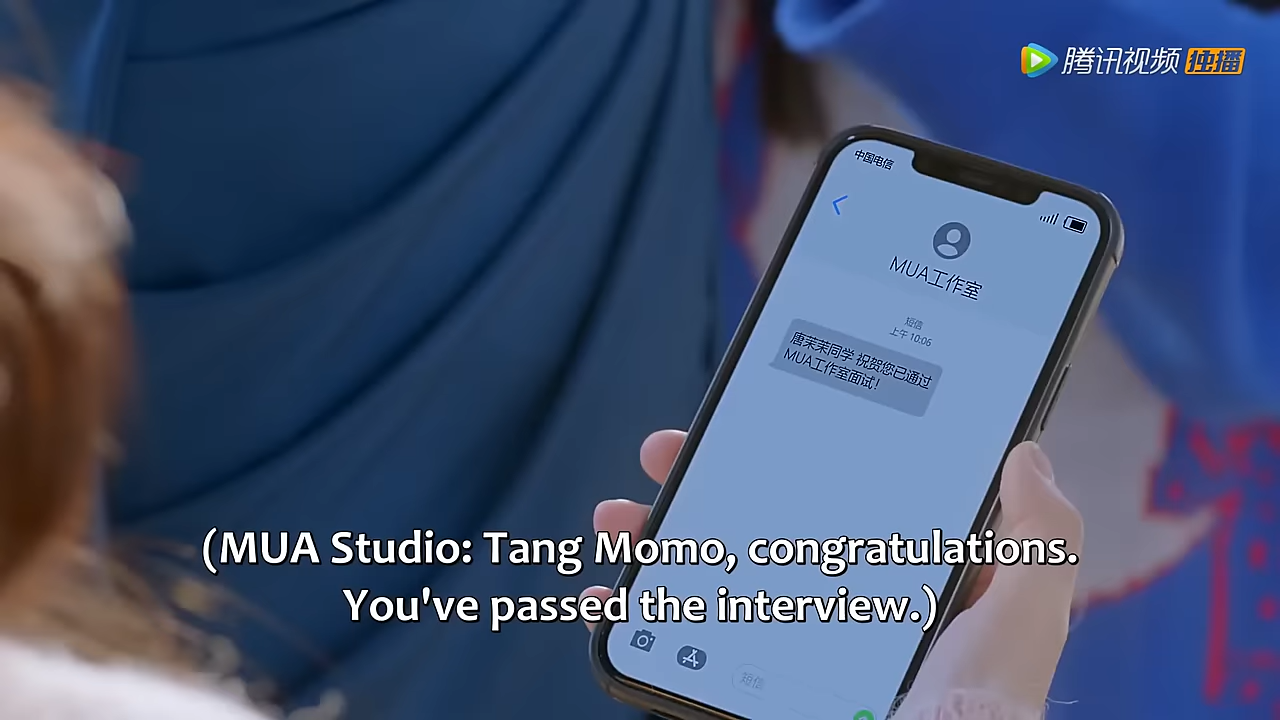 腾讯视频 独播
中国电信
MUA工作室
短信
上午 10:06
唐茉茉同学 祝贺您已通过
MUA工作室面试!
(MUA Studio: Tang Momo, congratulations.
You've passed the interview.)
短信